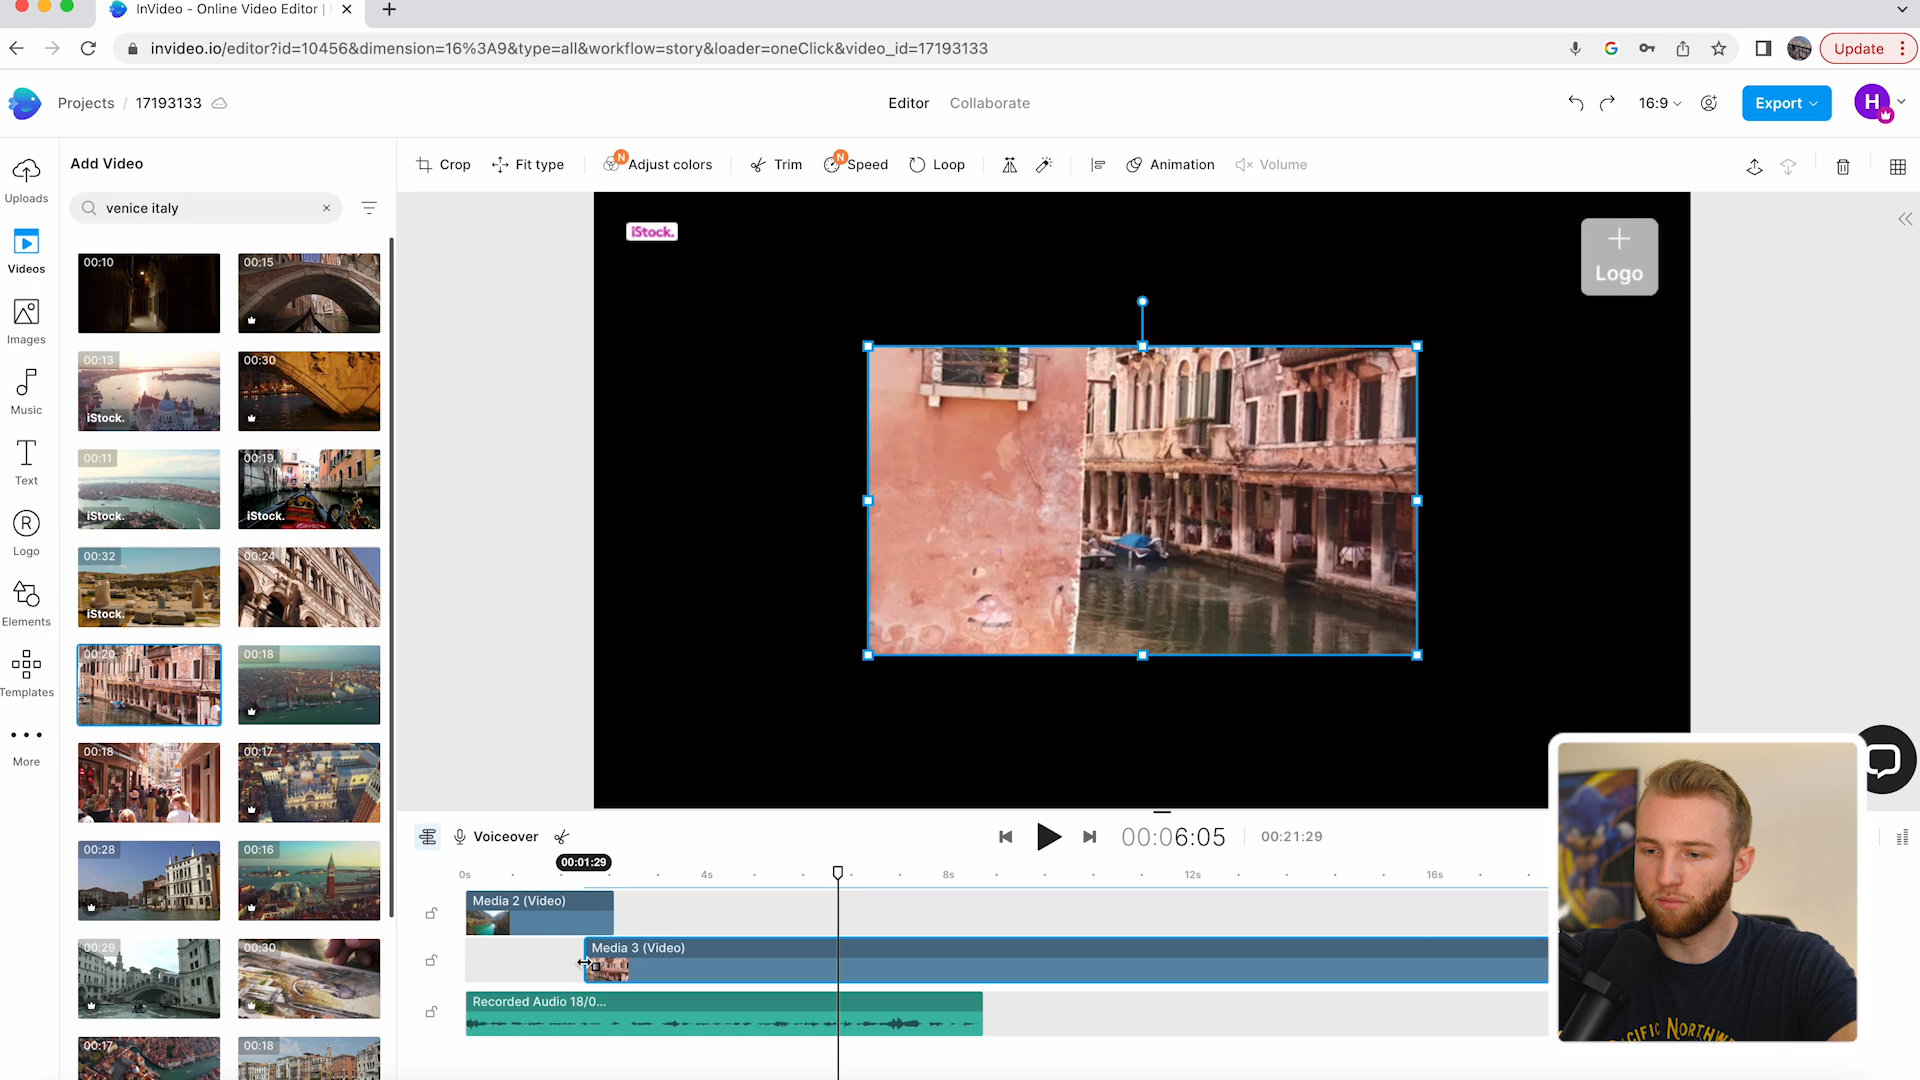 InVideo - Online Video Editor |
invideo.io/editor?id=10456&dimension=16%3A9&type=all&workflow=story&loader=oneClick&video_id=17193133
Update
Projects / 17193133
Editor
Collaborate
16:9
Export
H
Uploads
Videos
Images
Music
Text
Logo
Elements
Templates
More
Add Video
venice italy
00:10
00:15
00:13
iStock.
00:30
00:11
iStock.
00:19
iStock.
00:32
iStock.
00:24
00:20
00:18
00:18
00:17
00:28
00:16
00:29
00:30
00:17
00:18
Crop
Fit type
N
Adjust colors
Trim
N
Speed
Loop
Animation
Volume
iStock.
+
Logo
Voiceover
00:06:05
00:21:29
00:01:29
0s
4s
8s
12s
16s
Media 2 (Video)
Media 3 (Video)
Recorded Audio 18/0...
PACIFIC NORTHW